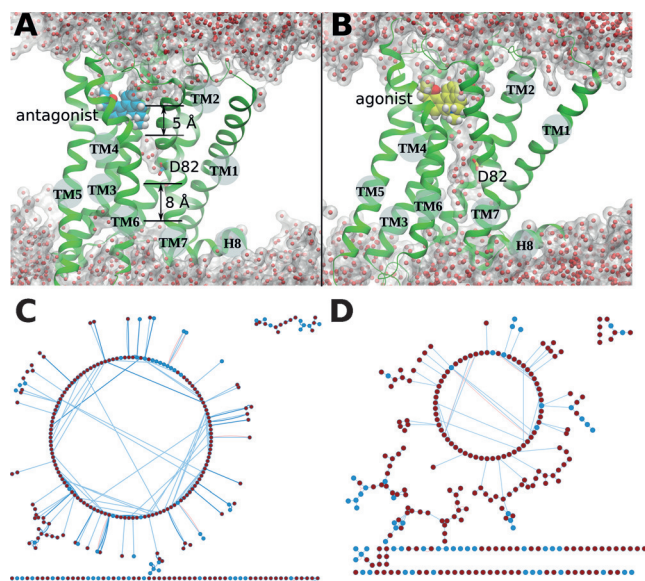 A
antagonist
5 Å
TM2
TM4
D82
TM1
TM5
TM3
8 Å
TM6
TM7
H8
B
agonist
TM2
TM1
TM4
D82
TM5
TM6
TM3
TM7
H8
C
D